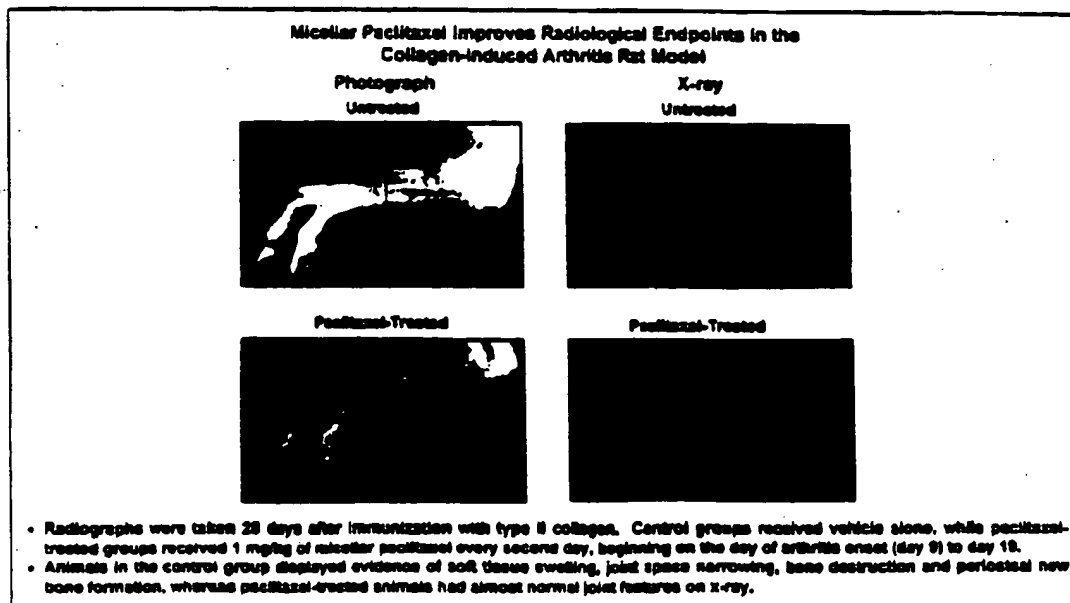 Micellar Paclitaxel Improves Radiological Endpoints in the
Collagen-Induced Arthritis Rat Model
Photograph X-ray
Untreated Untreated
Paclitaxel-Treated Paclitaxel-Treated
• Radiographs were taken 28 days after immunization with type II collagen. Control groups received vehicle alone, while paclitaxel-
treated groups received 1 mg/kg of micellar paclitaxel every second day, beginning on the day of arthritis onset (day 9) to day 19.
• Animals in the control group displayed evidence of soft tissue swelling, joint space narrowing, bone destruction and periosteal new
bone formation, whereas paclitaxel-treated animals had almost normal joint features on x-ray.